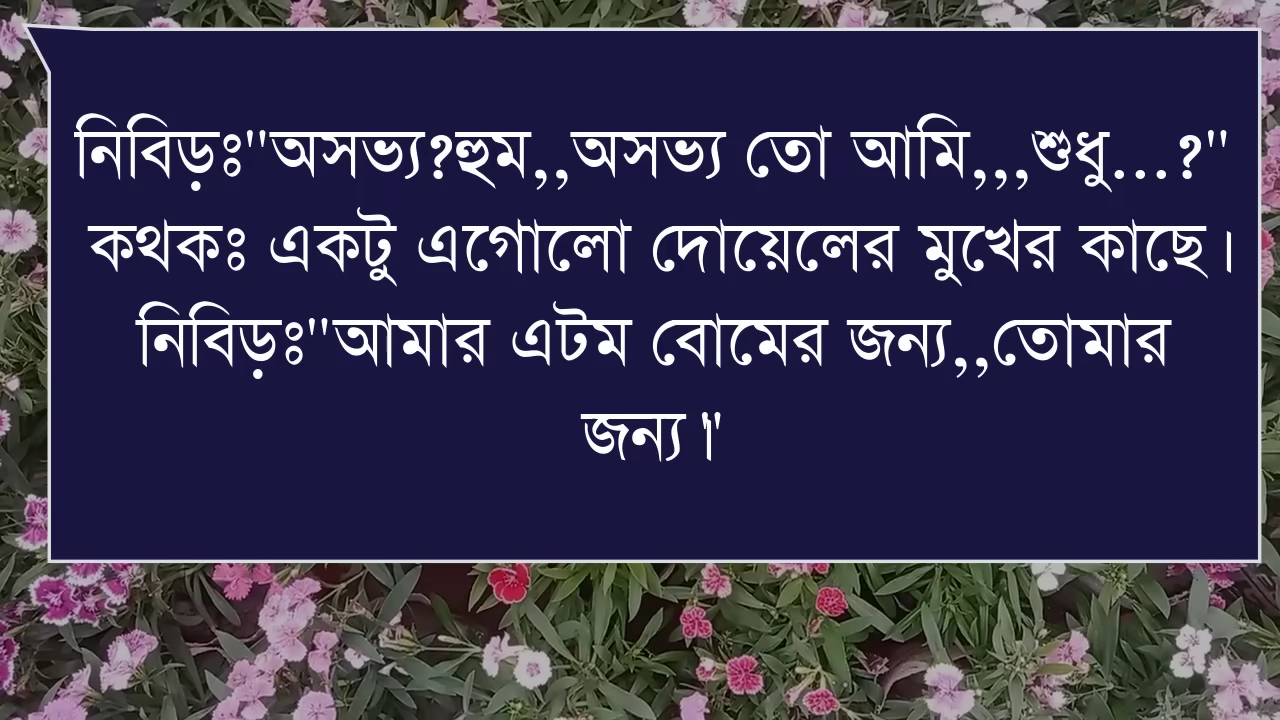 নিবিড়ঃ"অসভ্য?হুম,,অসভ্য তো আমি,,,শুধু...?"
কথকঃ একটু এগোলো দোয়েলের মুখের কাছে।
নিবিড়ঃ"আমার এটম বোমের জন্য,,তোমার
জন্য।"